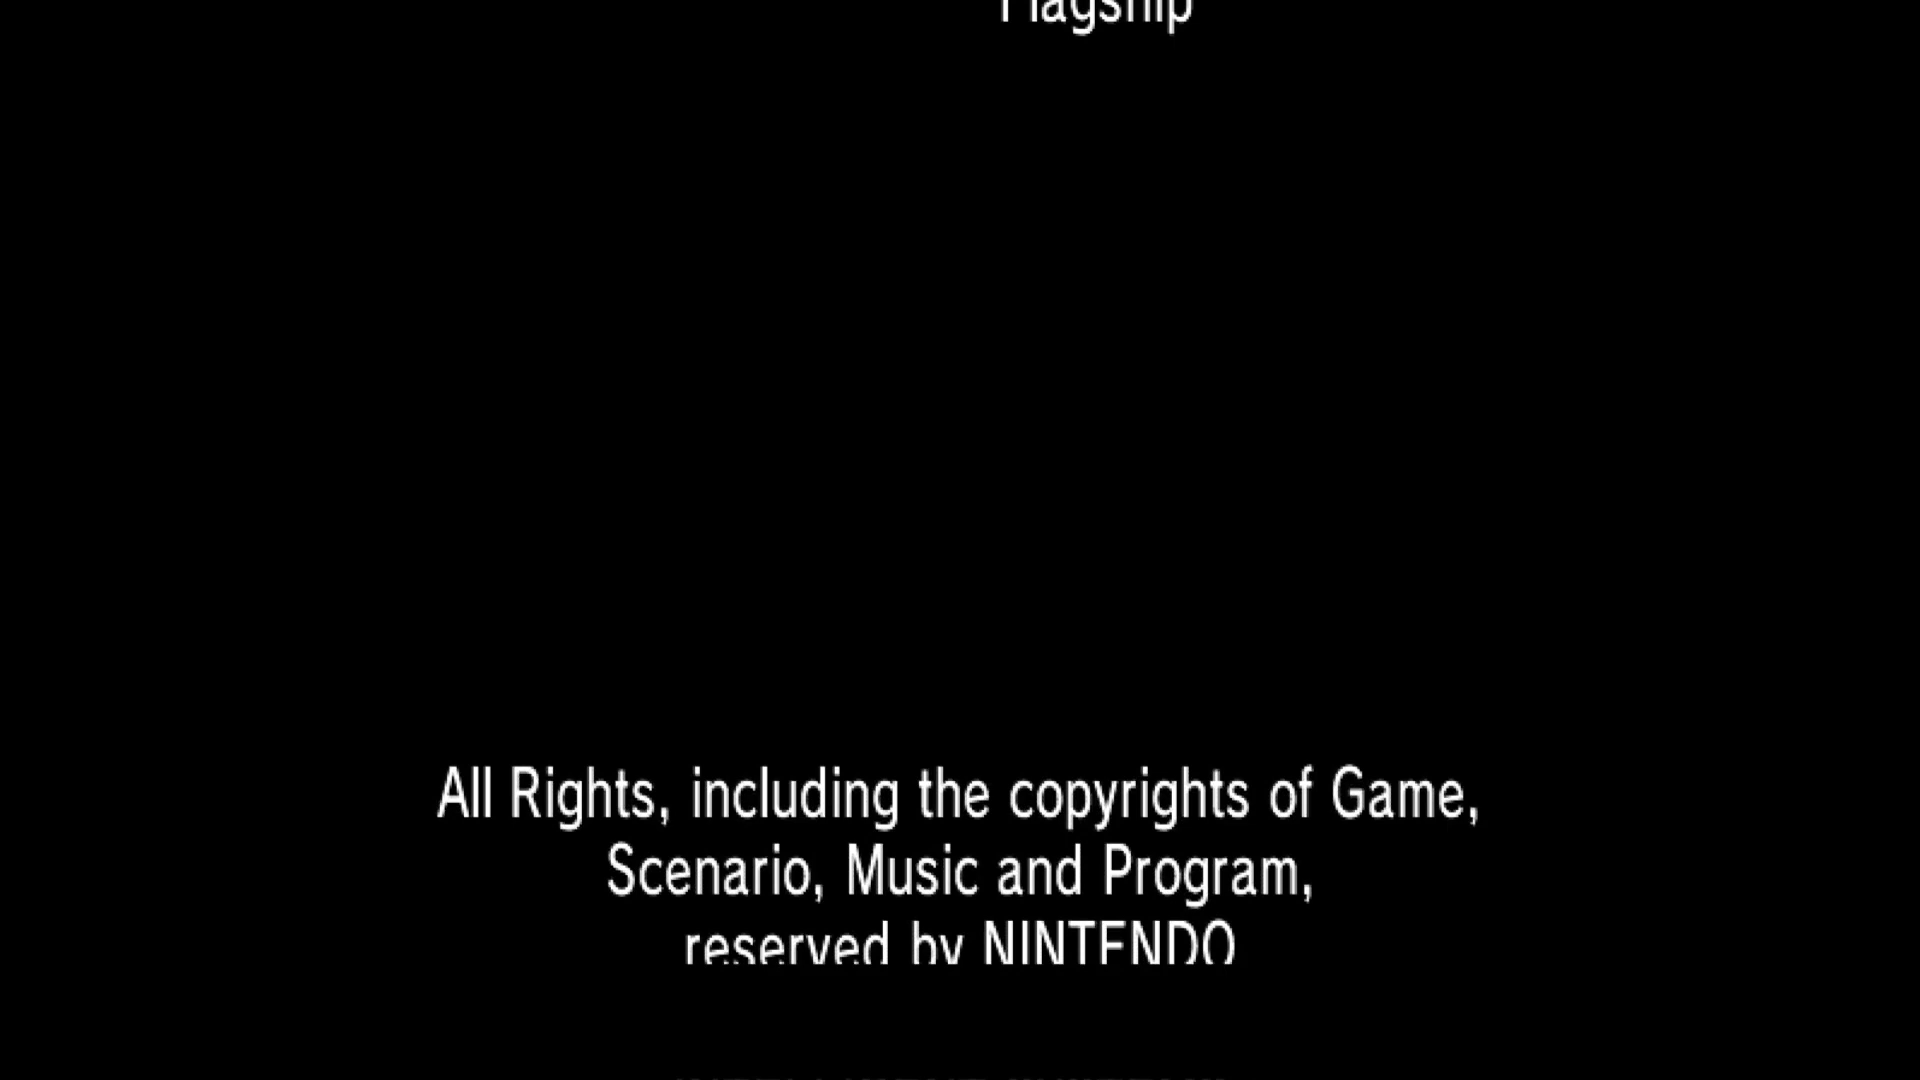 Flagship
All Rights, including the copyrights of Game,
Scenario, Music and Program,
reserved by NINTENDO